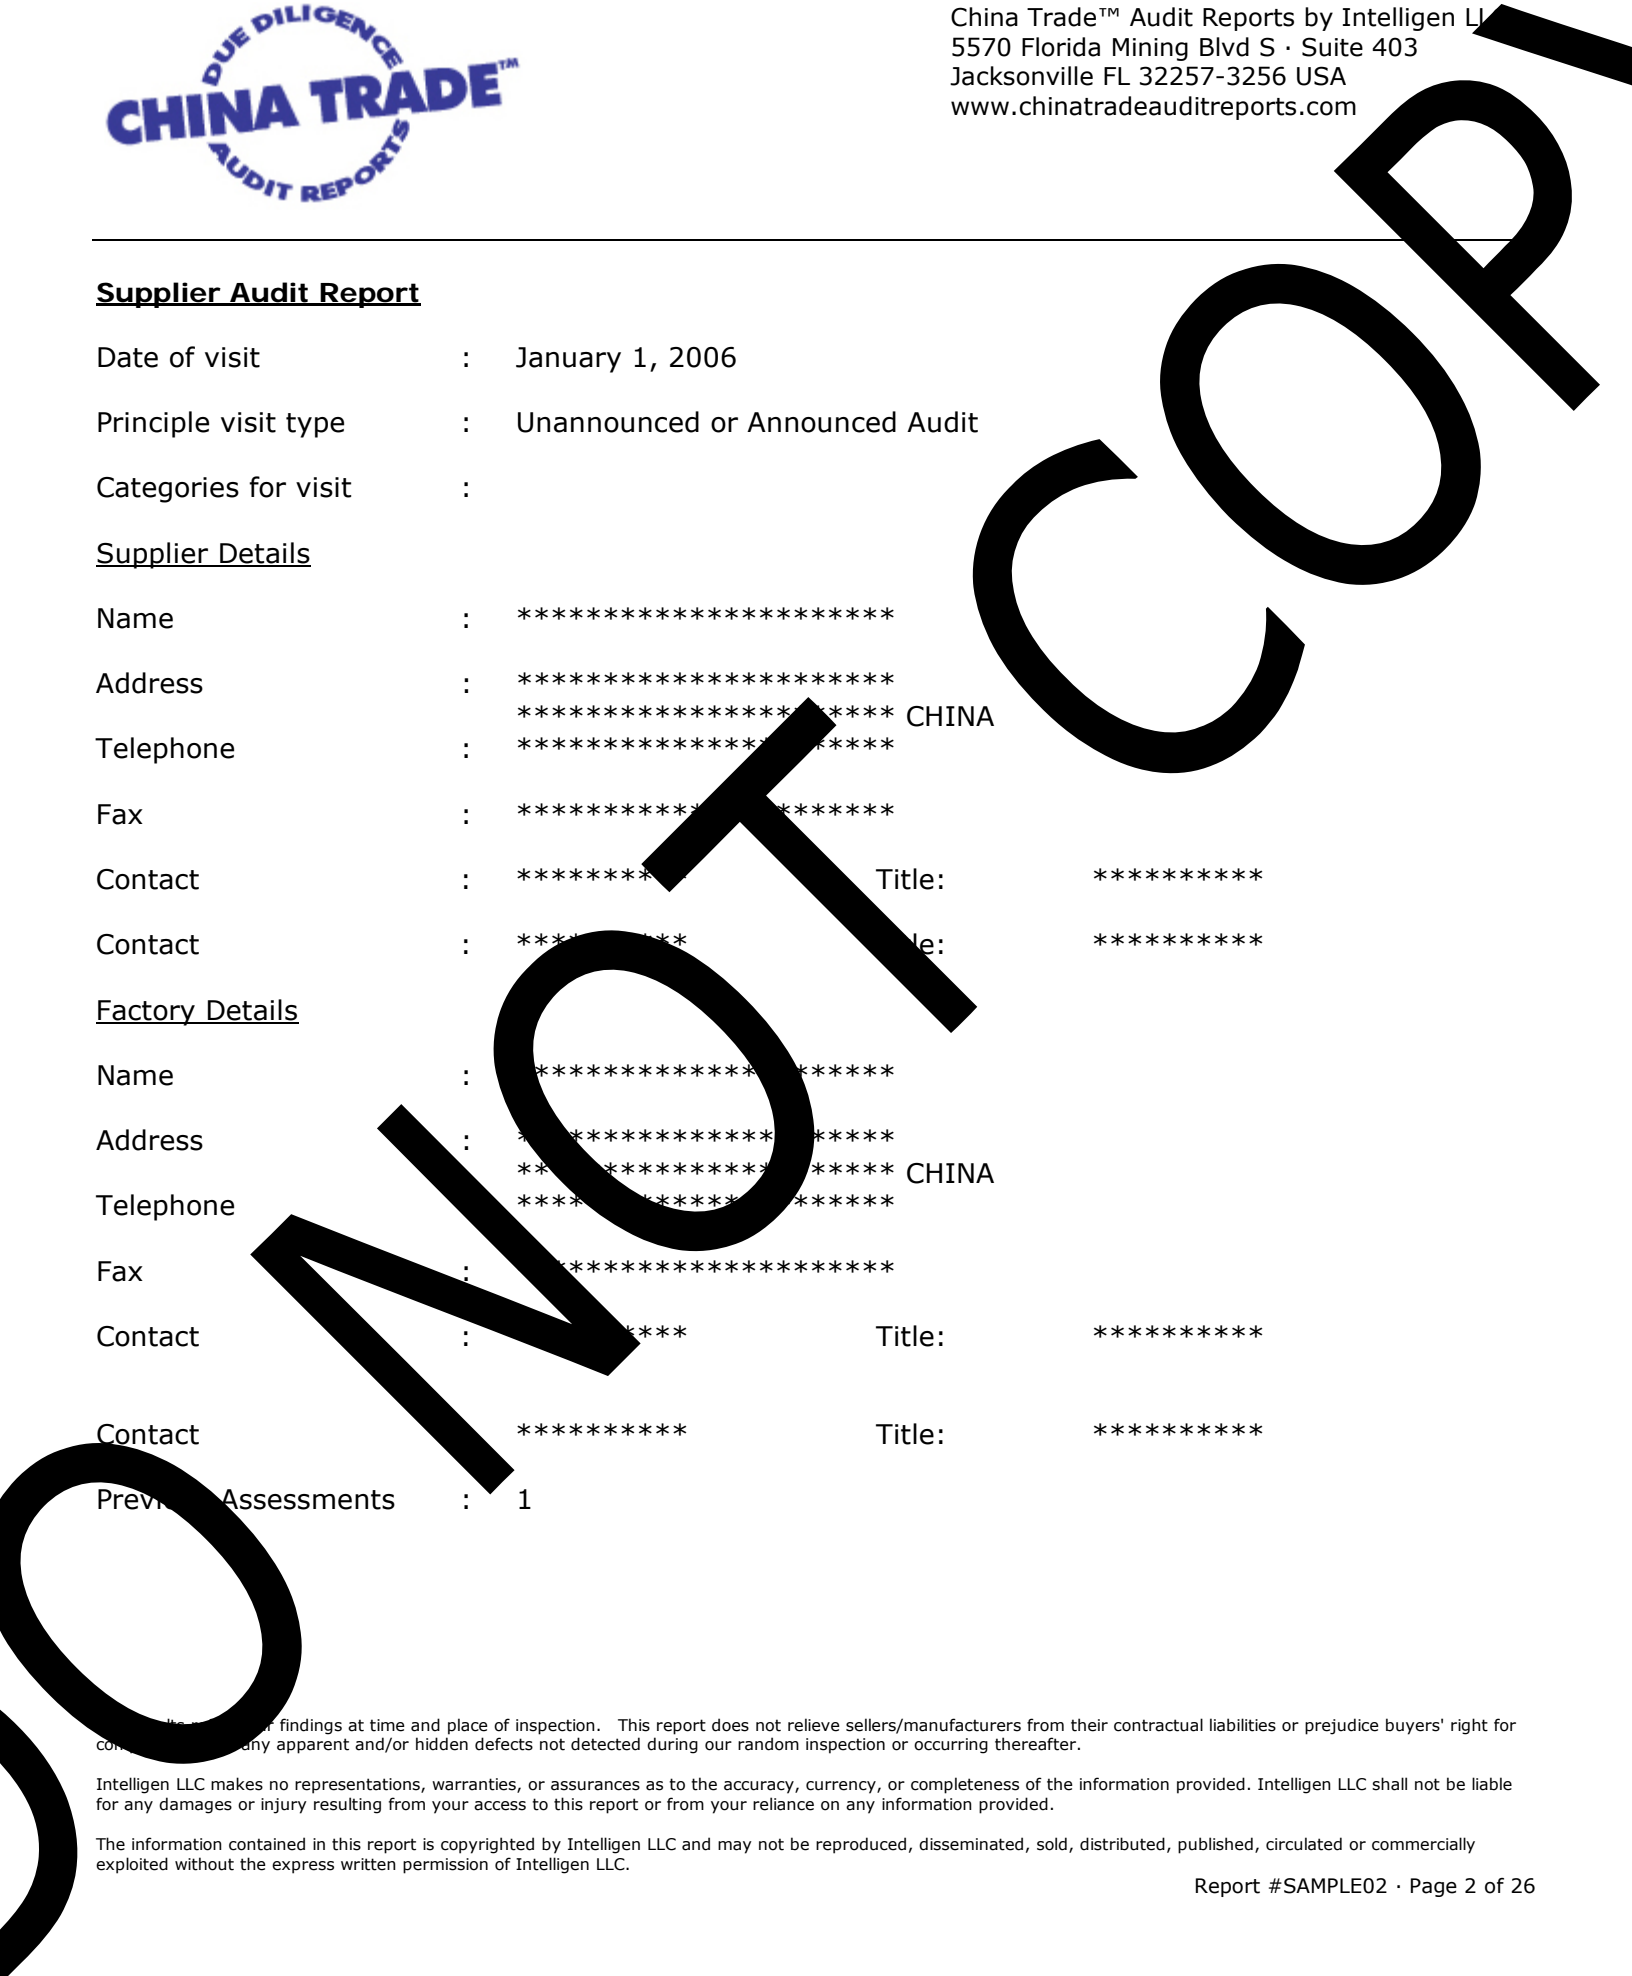 DUE DILIGENCE
CHINA TRADE™
AUDIT REPORTS
China Trade™ Audit Reports by Intelligen
5570 Florida Mining Blvd S · Suite 403
Jacksonville FL 32257-3256 USA
www.chinatradeauditreports.com
Supplier Audit Report
Date of visit : January 1, 2006
Principle visit type : Unannounced or Announced Audit
Categories for visit :
Supplier Details
Name : **********************
Address : **********************
********************** CHINA
Telephone : **********************
Fax : **********************
Contact : ********** Title: **********
Contact : ********** Title: **********
Factory Details
Name : **********************
Address : **********************
********************** CHINA
Telephone : **********************
Fax : **********************
Contact : ********** Title: **********
Contact ********** Title: **********
Previous Assessments : 1
findings at time and place of inspection. This report does not relieve sellers/manufacturers from their contractual liabilities or prejudice buyers' right for
any apparent and/or hidden defects not detected during our random inspection or occurring thereafter.
Intelligen LLC makes no representations, warranties, or assurances as to the accuracy, currency, or completeness of the information provided. Intelligen LLC shall not be liable
for any damages or injury resulting from your access to this report or from your reliance on any information provided.
The information contained in this report is copyrighted by Intelligen LLC and may not be reproduced, disseminated, sold, distributed, published, circulated or commercially
exploited without the express written permission of Intelligen LLC.
Report #SAMPLE02 · Page 2 of 26
DO NOT COPY